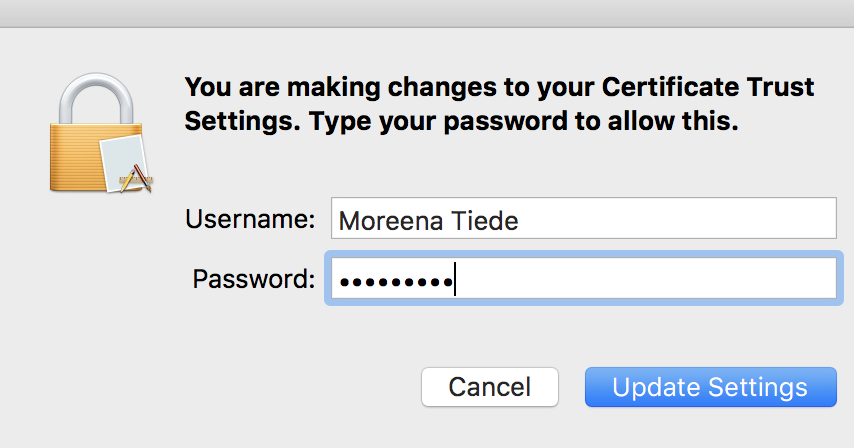 You are making changes to your Certificate Trust
Settings. Type your password to allow this.
Username: Moreena Tiede
Password: •••••••••
Cancel Update Settings